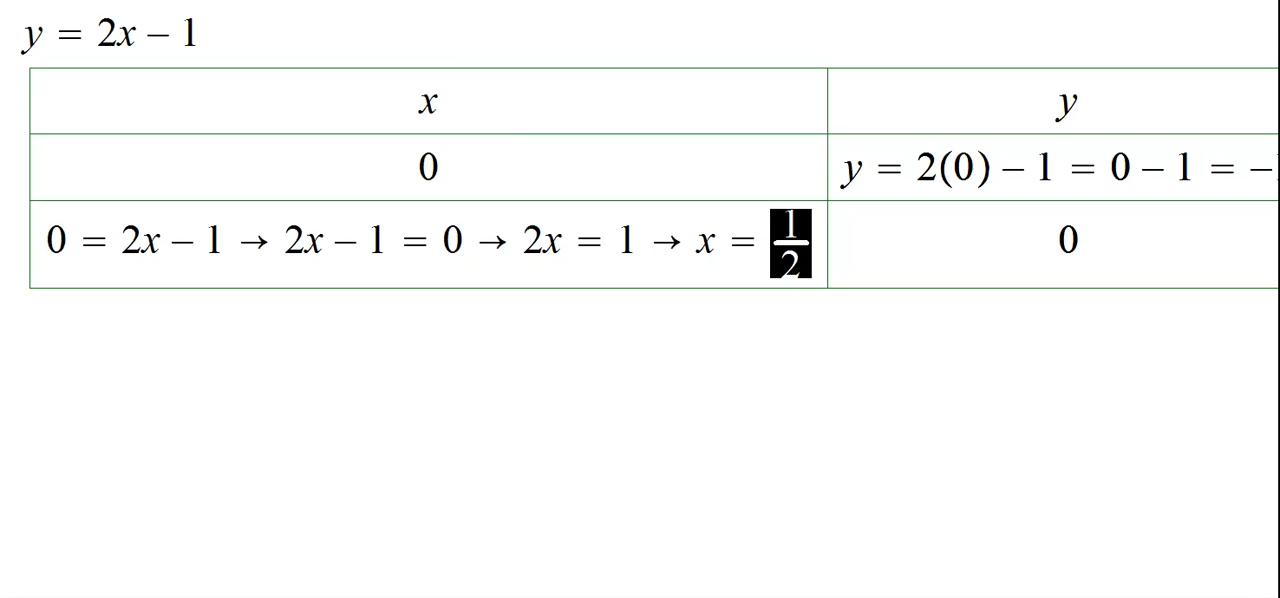 y = 2x − 1
x y
0 y = 2(0) − 1 = 0 − 1 = −
0 = 2x − 1 → 2x − 1 = 0 → 2x = 1 → x = 1/2 0